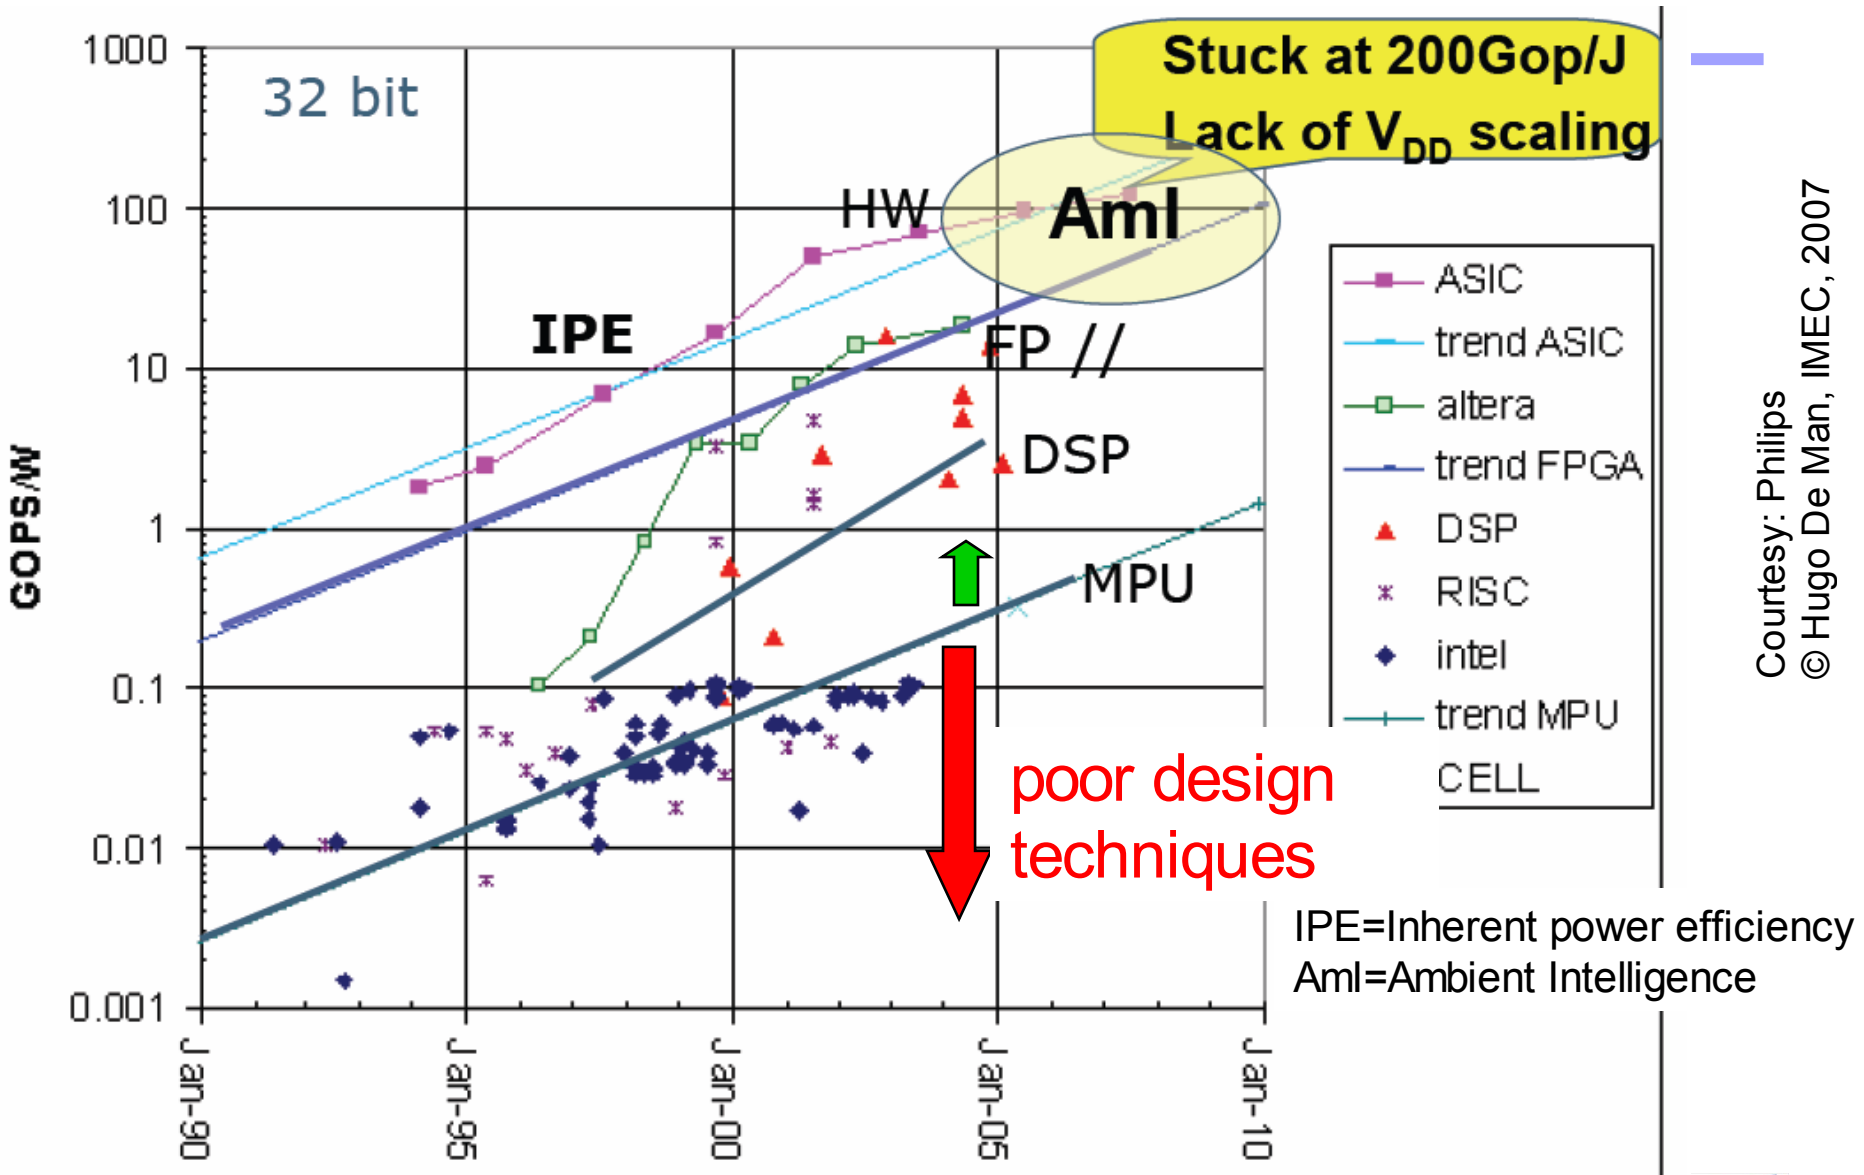 Stuck at 200Gop/J
Lack of VDD scaling
1000
100
10
1
0.1
0.01
0.001
GOPS/W
32 bit
HW
AmI
IPE
FP //
DSP
MPU
poor design
techniques
ASIC
trend ASIC
altera
trend FPGA
DSP
RISC
intel
trend MPU
CELL
Jan-90
Jan-95
Jan-00
Jan-05
Jan-10
IPE=Inherent power efficiency
AmI=Ambient Intelligence
Courtesy: Philips
© Hugo De Man, IMEC, 2007